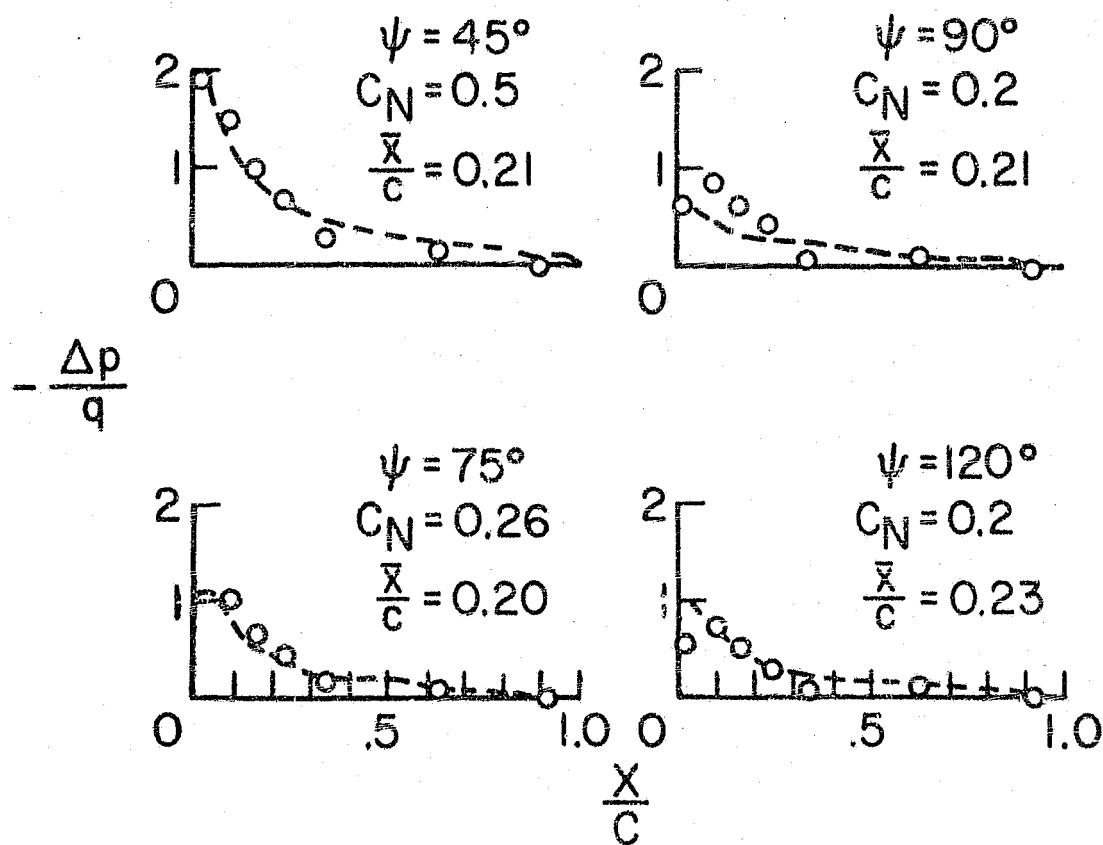 ψ = 45°
C_N = 0.5
x̄/c = 0.21
2
1
0
ψ = 90°
C_N = 0.2
x̄/c = 0.21
2
1
0
- Δp/q
ψ = 75°
C_N = 0.26
x̄/c = 0.20
2
1
0 .5 1.0
ψ = 120°
C_N = 0.2
x̄/c = 0.23
2
1
0 .5 1.0
x/c